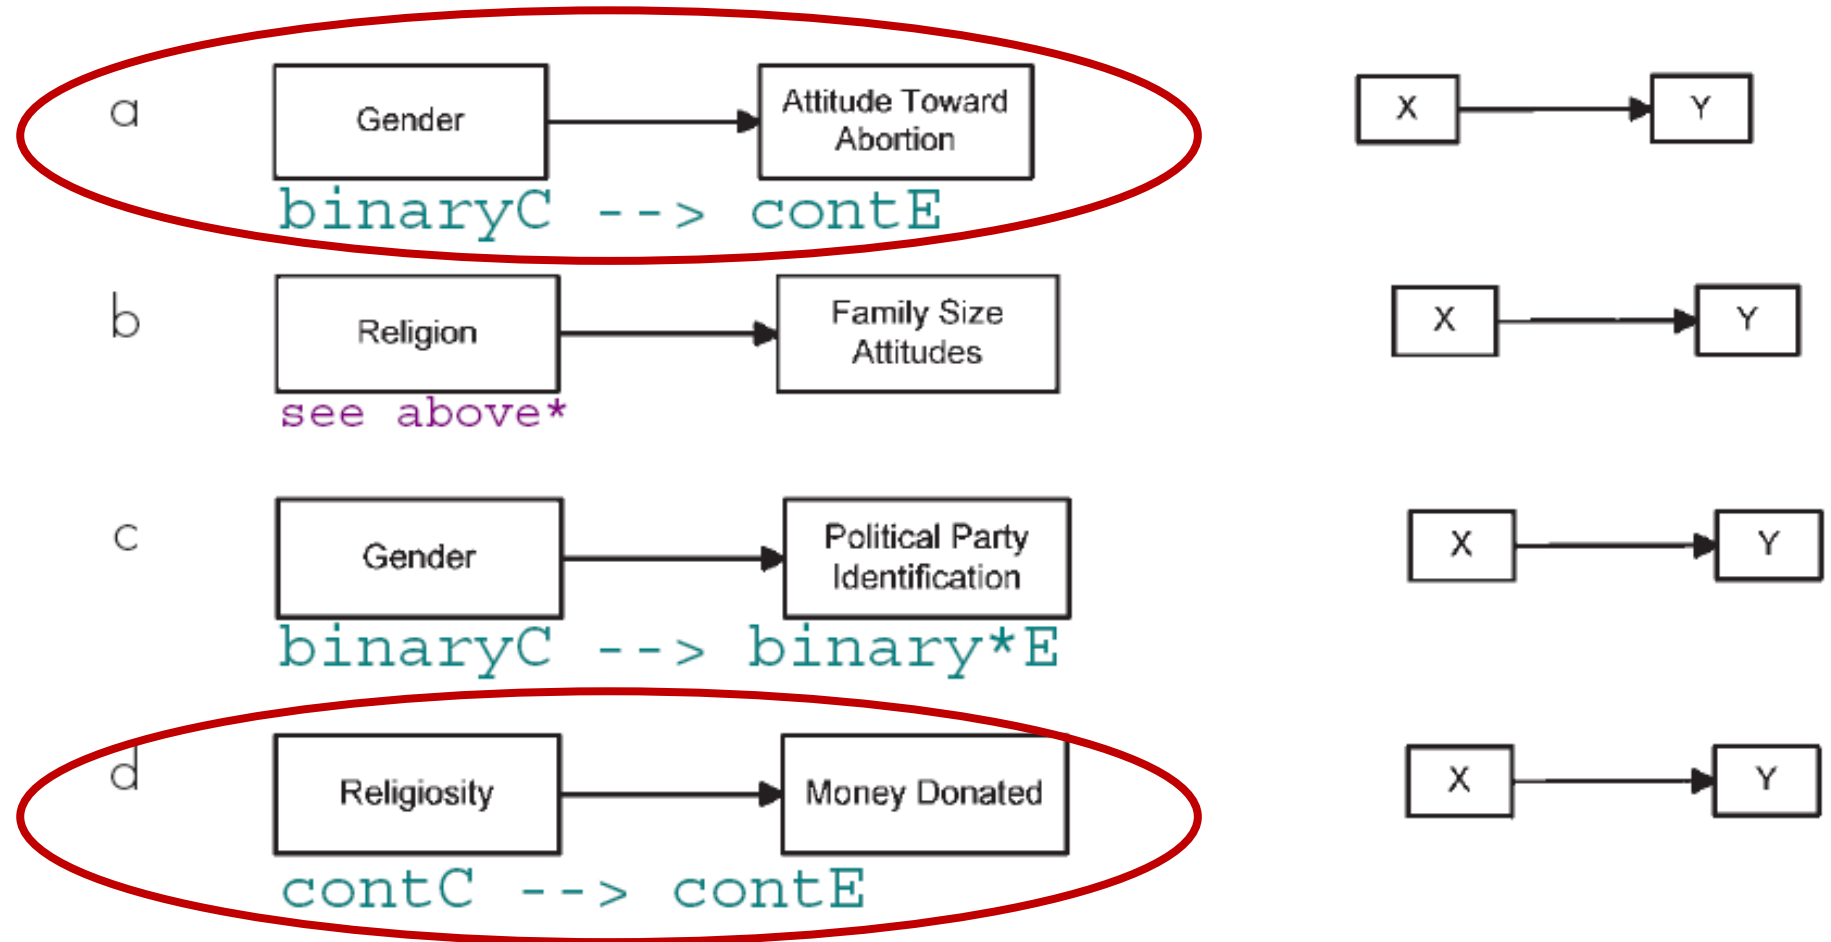 a
Gender
Attitude Toward
Abortion
X
Y
binaryC --> contE
b
Religion
Family Size
Attitudes
X
Y
see above*
c
Gender
Political Party
Identification
X
Y
binaryC --> binary*E
d
Religiosity
Money Donated
X
Y
contC --> contE